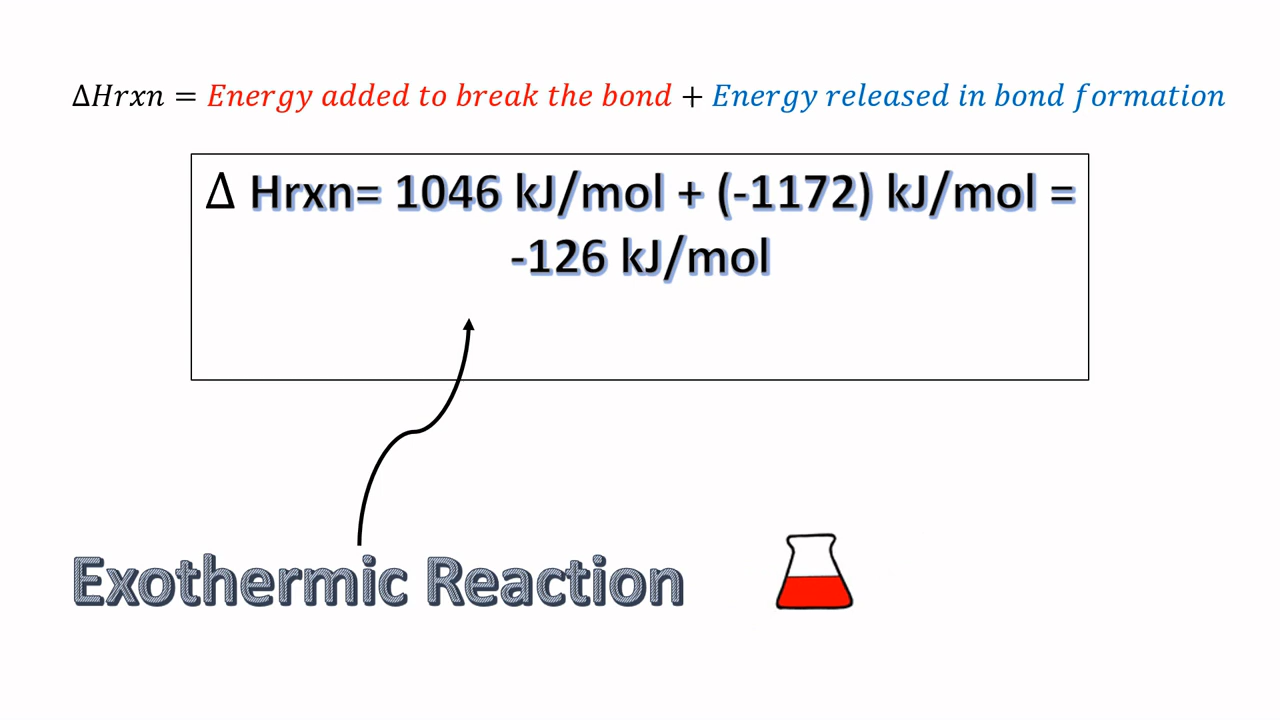 ΔHrxn = Energy added to break the bond + Energy released in bond formation
Δ Hrxn= 1046 kJ/mol + (-1172) kJ/mol =
-126 kJ/mol
Exothermic Reaction